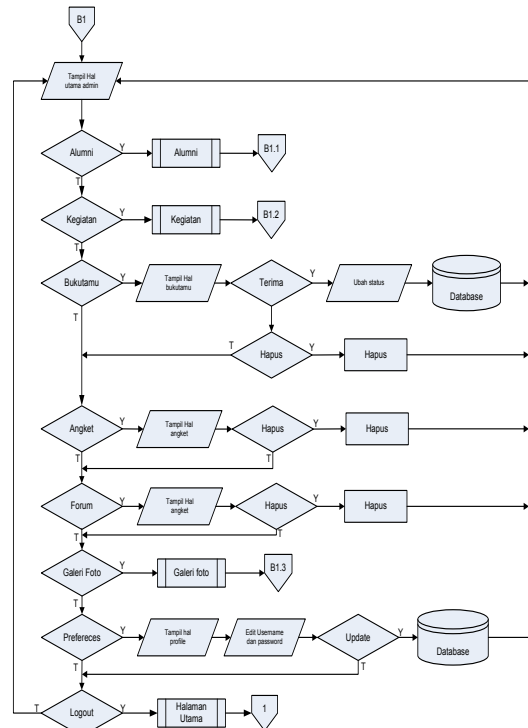 B1
Tampil Hal
utama admin
Alumni
Y
Alumni
B1.1
T
Kegiatan
Y
Kegiatan
B1.2
T
Bukutamu
Y
Tampil Hal
bukutamu
Terima
Y
Ubah status
Database
T
T
Hapus
Y
Hapus
Angket
Y
Tampil Hal
angket
Hapus
Y
Hapus
T
T
Forum
Y
Tampil Hal
angket
Hapus
Y
Hapus
T
T
Galeri Foto
Y
Galeri foto
B1.3
T
Prefereces
Y
Tampil hal
profile
Edit Username
dan password
Update
Y
Database
T
T
T
Logout
Y
Halaman
Utama
1